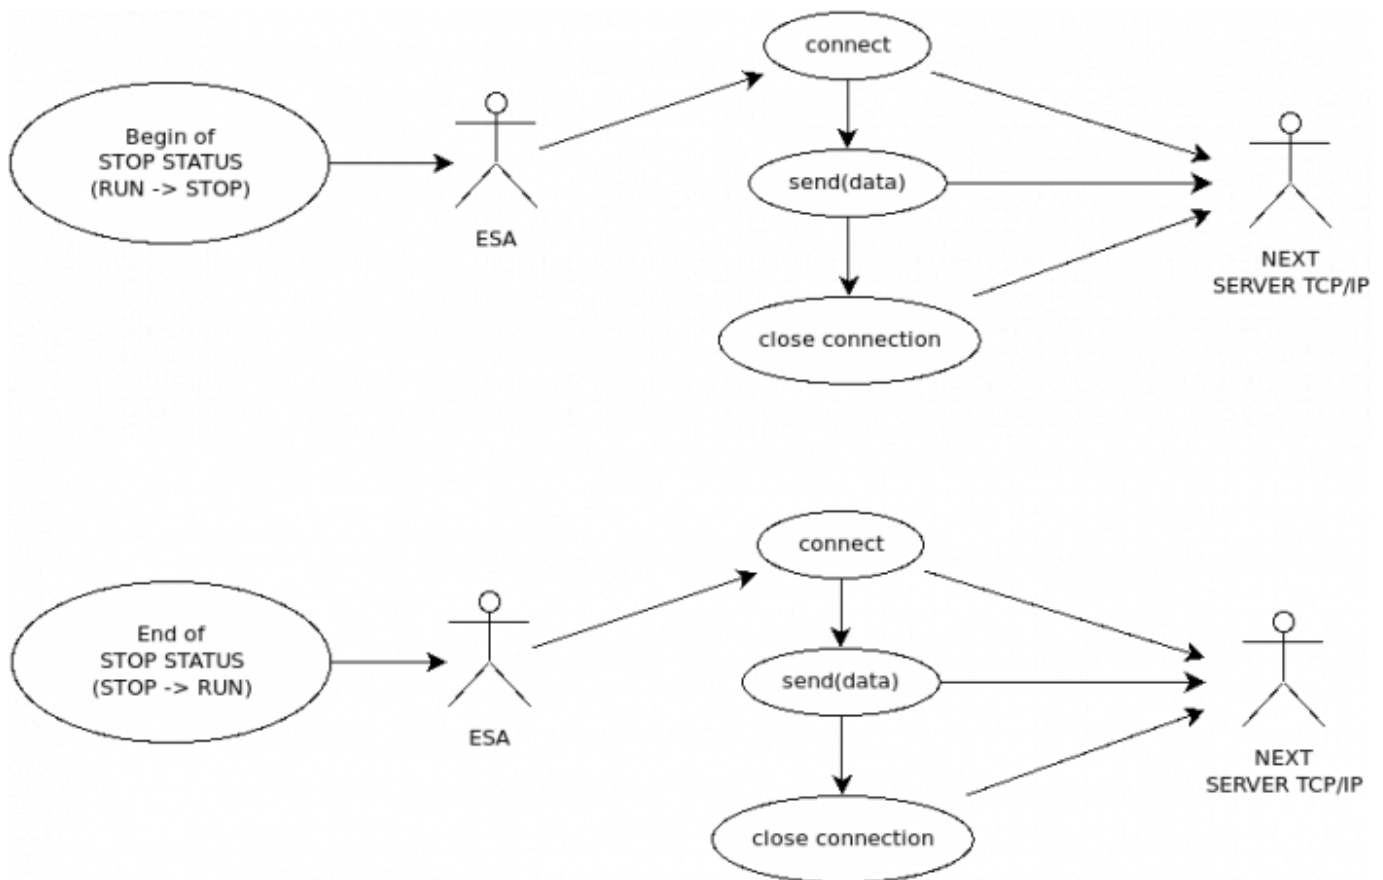 connect
Begin of
STOP STATUS
(RUN -> STOP)
send(data)
ESA
NEXT
SERVER TCP/IP
close connection
connect
End of
STOP STATUS
(STOP -> RUN)
send(data)
ESA
NEXT
SERVER TCP/IP
close connection